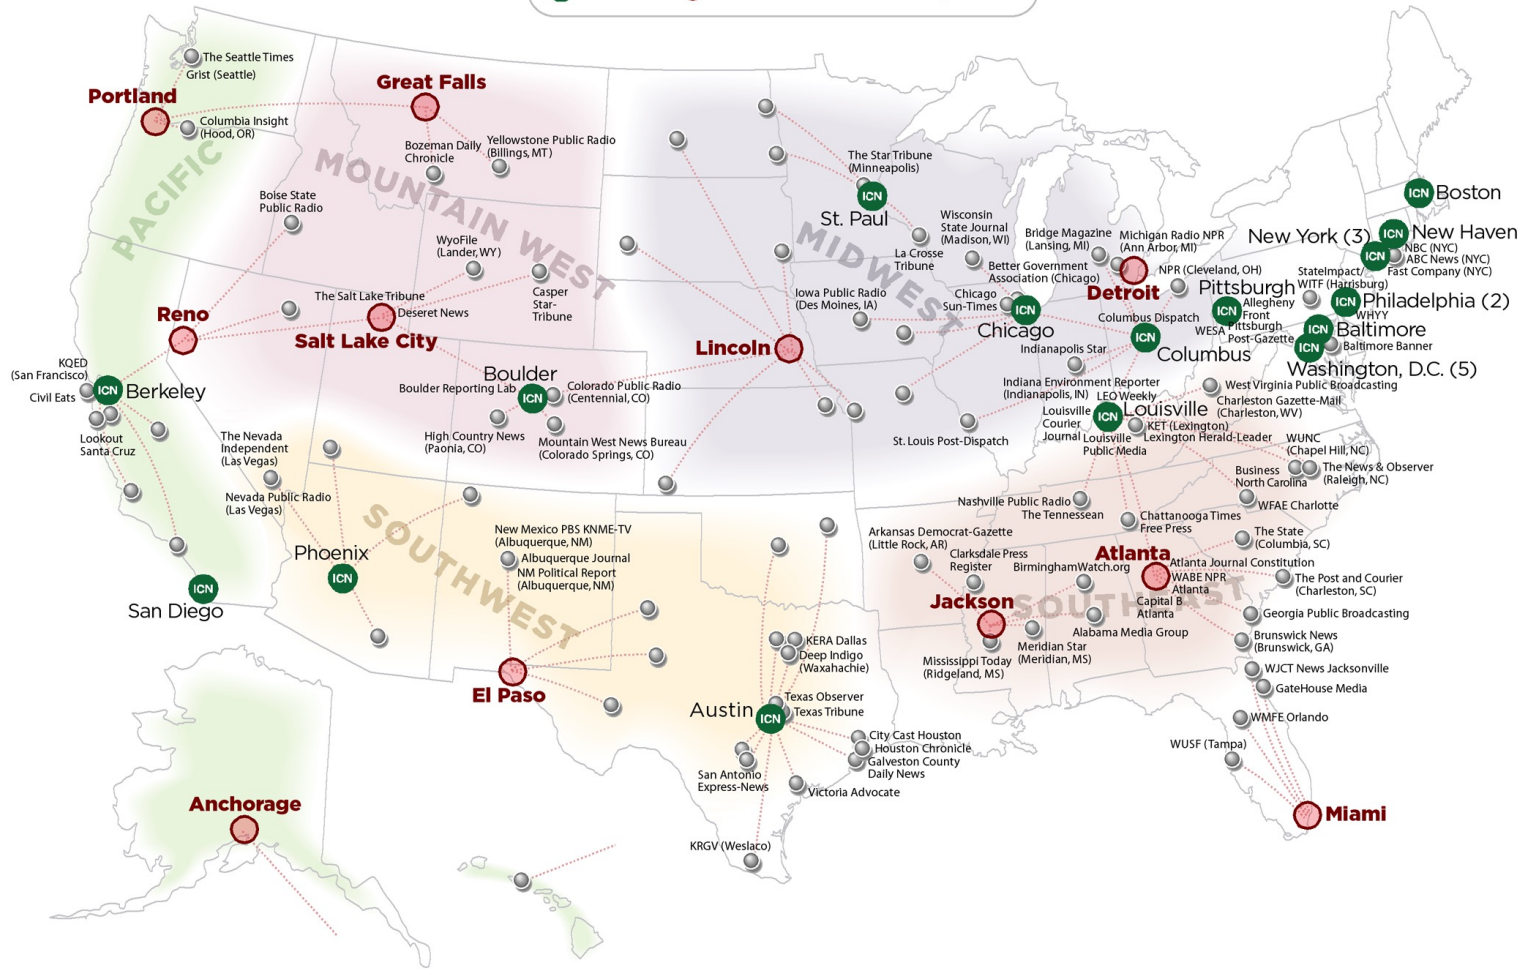 The Seattle Times
Grist (Seattle)
Portland
Columbia Insight
(Hood, OR)
PACIFIC
Great Falls
Bozeman Daily
Chronicle
Yellowstone Public Radio
(Billings, MT)
MOUNTAIN WEST
Boise State
Public Radio
WyoFile
(Lander, WY)
Casper
Star-
Tribune
The Salt Lake Tribune
Deseret News
Salt Lake City
Reno
KQED
(San Francisco)
Civil Eats
ICN
Berkeley
Lookout
Santa Cruz
Boulder
Boulder Reporting Lab
ICN
Colorado Public Radio
(Centennial, CO)
High Country News
(Paonia, CO)
Mountain West News Bureau
(Colorado Springs, CO)
The Nevada
Independent
(Las Vegas)
Nevada Public Radio
(Las Vegas)
Phoenix
ICN
ICN
San Diego
SOUTHWEST
New Mexico PBS KNME-TV
(Albuquerque, NM)
Albuquerque Journal
NM Political Report
(Albuquerque, NM)
El Paso
Anchorage
MIDWEST
The Star Tribune
(Minneapolis)
ICN
St. Paul
La Crosse
Tribune
Wisconsin
State Journal
(Madison, WI)
Bridge Magazine
(Lansing, MI)
Michigan Radio NPR
(Ann Arbor, MI)
Better Government
Association (Chicago)
Chicago
Sun-Times
ICN
Chicago
Iowa Public Radio
(Des Moines, IA)
Lincoln
Detroit
NPR (Cleveland, OH)
Columbus Dispatch
ICN
Columbus
Indianapolis Star
Indiana Environment Reporter
(Indianapolis, IN)
St. Louis Post-Dispatch
LEO Weekly
ICN
Louisville
Louisville
Courier
Journal
Louisville
Public Media
KET (Lexington)
Lexington Herald-Leader
Pittsburgh
ICN
Allegheny
Front
WESA
Pittsburgh
Post-Gazette
StateImpact/
WITF (Harrisburg)
ICN
Boston
ICN
New Haven
New York (3)
ICN
NBC (NYC)
ABC News (NYC)
Fast Company (NYC)
ICN
Philadelphia (2)
WHYY
ICN
Baltimore
Baltimore Banner
ICN
Washington, D.C. (5)
West Virginia Public Broadcasting
Charleston Gazette-Mail
(Charleston, WV)
WUNC
(Chapel Hill, NC)
Business
North Carolina
The News & Observer
(Raleigh, NC)
WFAE Charlotte
Nashville Public Radio
The Tennessean
Chattanooga Times
Free Press
The State
(Columbia, SC)
Arkansas Democrat-Gazette
(Little Rock, AR)
Clarksdale Press
Register
BirminghamWatch.org
Atlanta
Atlanta Journal Constitution
WABE NPR
Atlanta
Capital B
Atlanta
The Post and Courier
(Charleston, SC)
SOUTHEAST
Jackson
Georgia Public Broadcasting
Alabama Media Group
Meridian Star
(Meridian, MS)
Mississippi Today
(Ridgeland, MS)
Brunswick News
(Brunswick, GA)
WJCT News Jacksonville
GateHouse Media
WMFE Orlando
WUSF (Tampa)
Miami
KERA Dallas
Deep Indigo
(Waxahachie)
Texas Observer
Texas Tribune
Austin
ICN
City Cast Houston
Houston Chronicle
Galveston County
Daily News
San Antonio
Express-News
Victoria Advocate
KRGV (Weslaco)